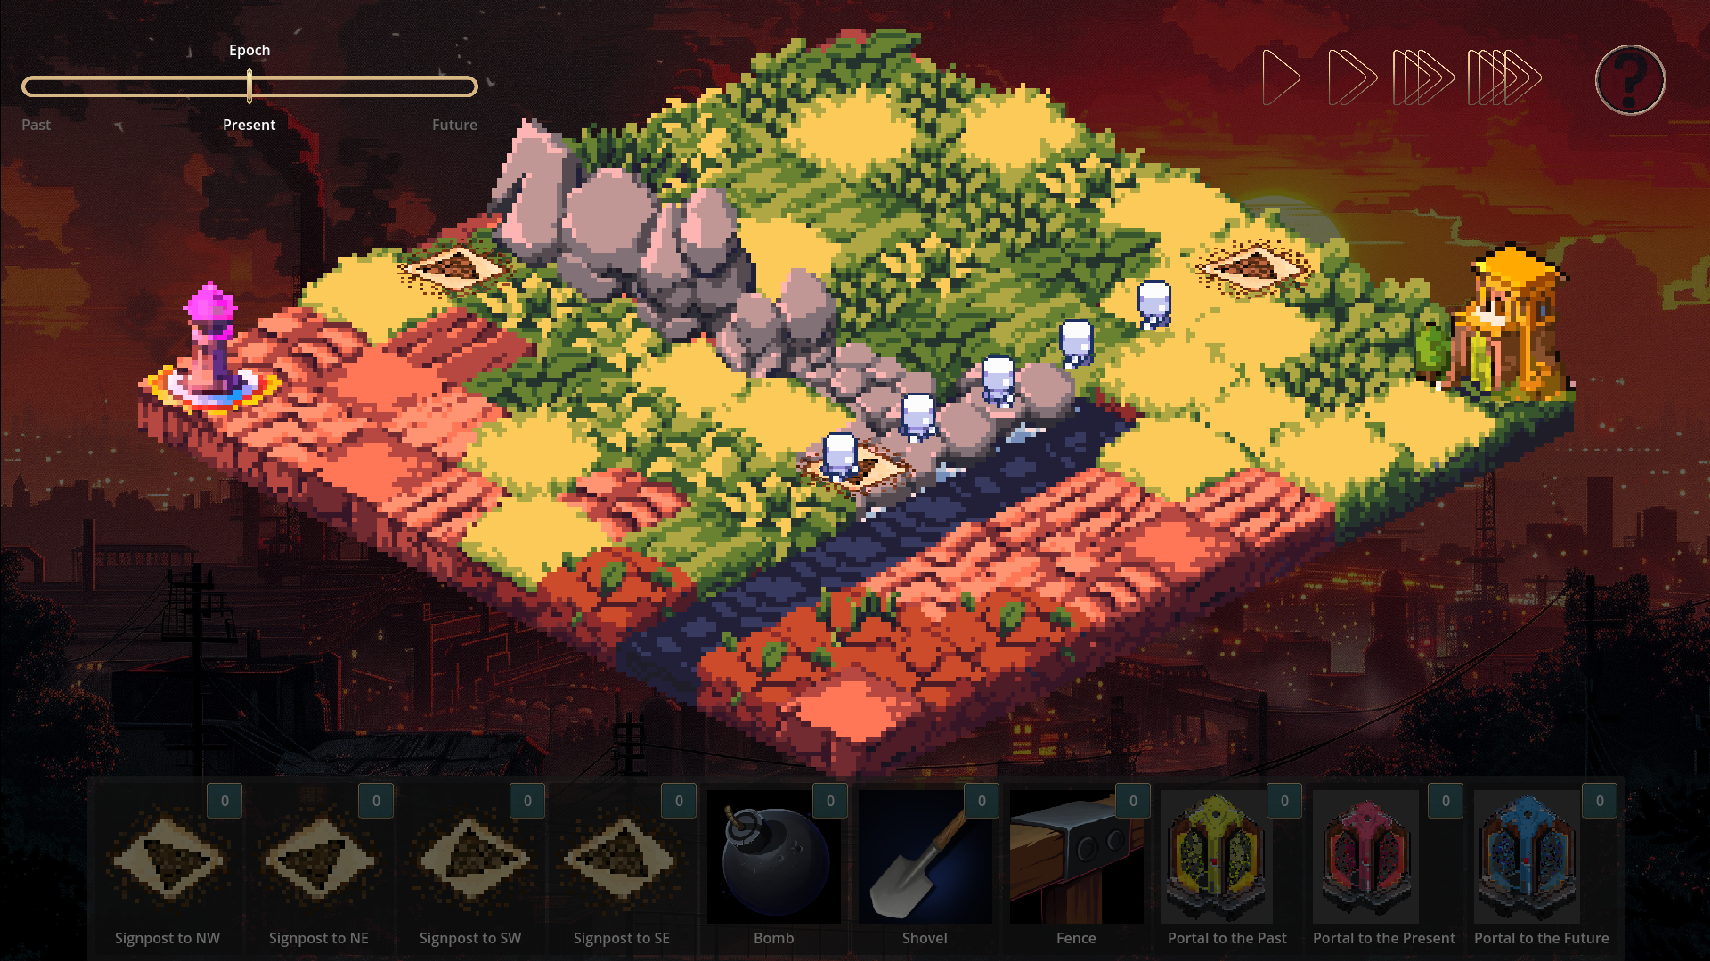 Epoch
Past
Present
Future
?
0
0
0
0
0
0
0
0
0
0
Signpost to NW
Signpost to NE
Signpost to SW
Signpost to SE
Bomb
Shovel
Fence
Portal to the Past
Portal to the Present
Portal to the Future